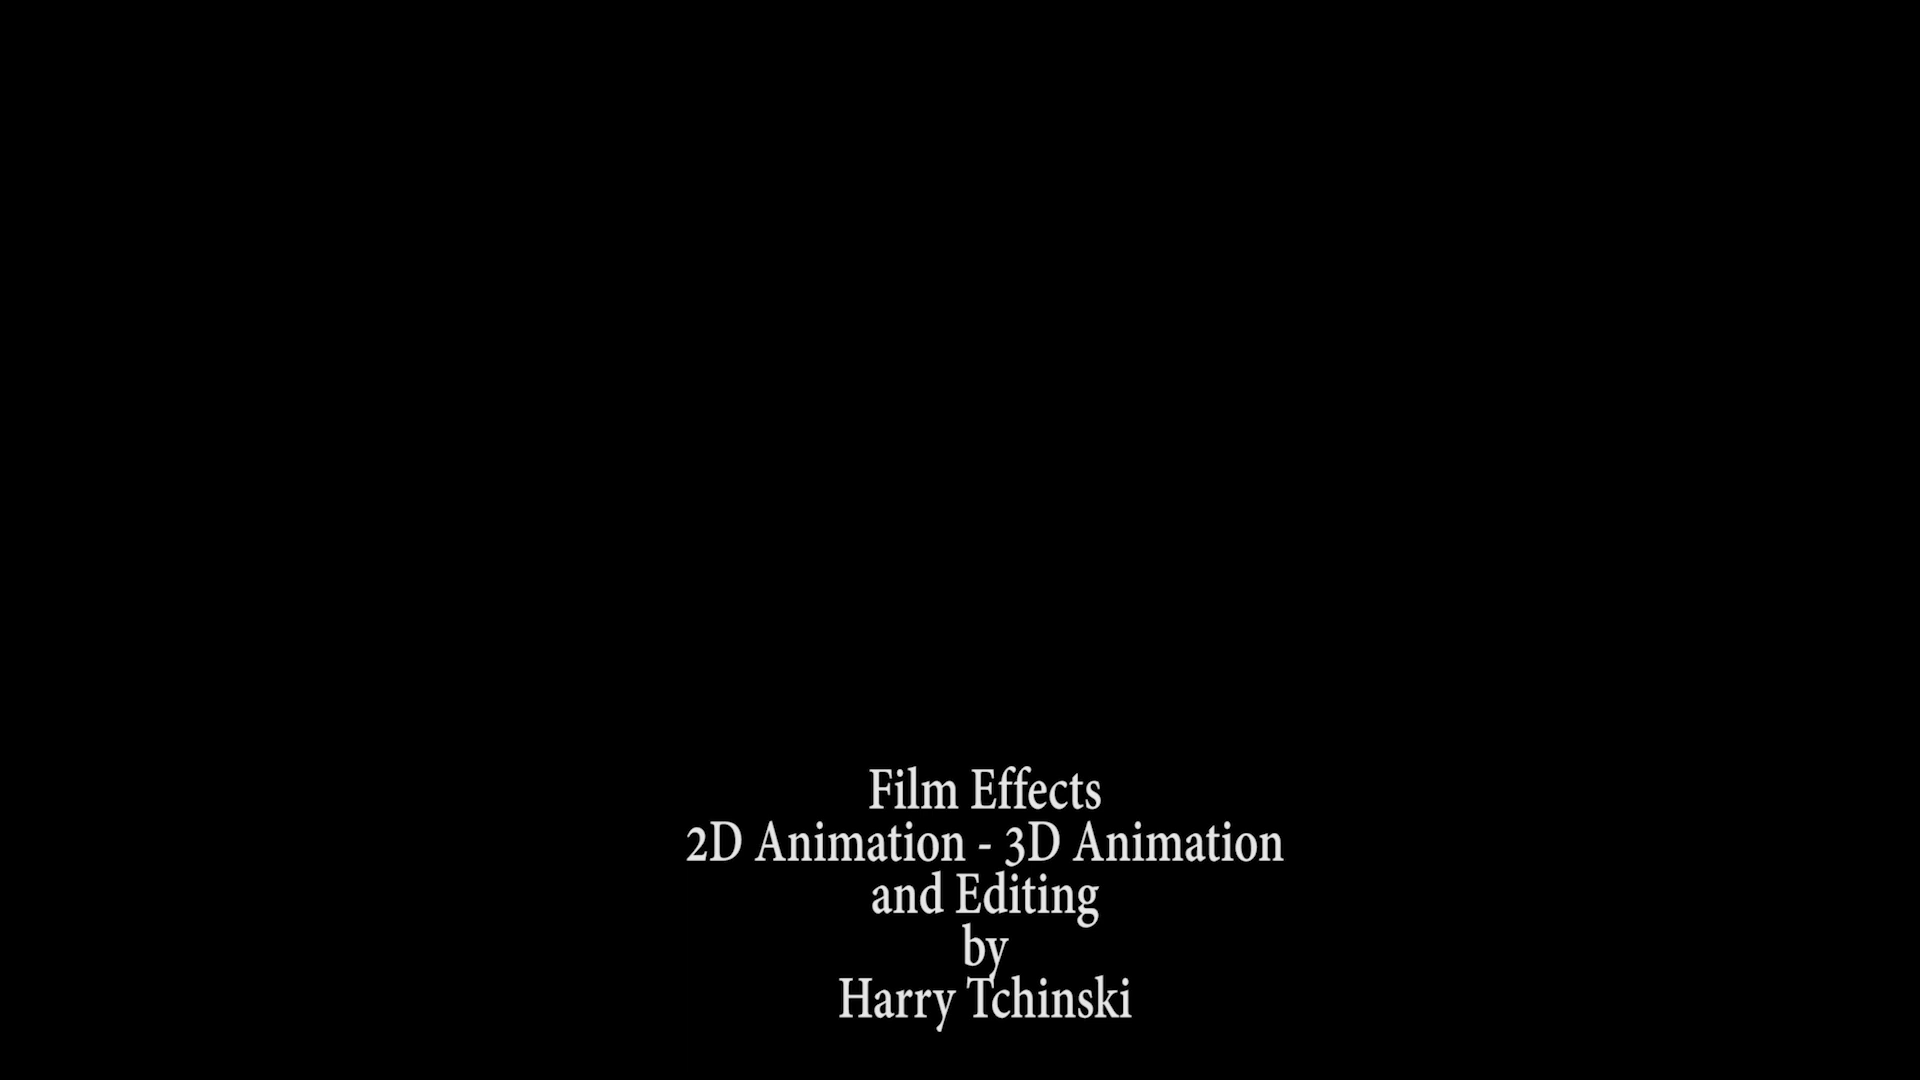 Film Effects
2D Animation - 3D Animation
and Editing
by
Harry Tchinski